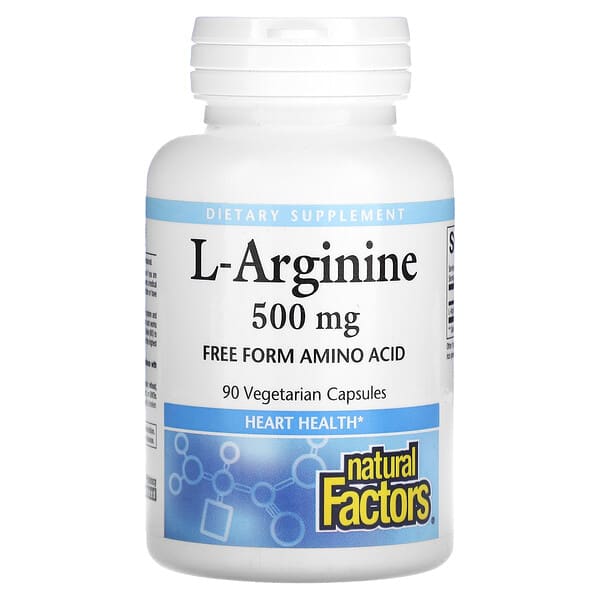 DIETARY SUPPLEMENT
L-Arginine
500 mg
FREE FORM AMINO ACID
90 Vegetarian Capsules
HEART HEALTH*
natural
Factors®